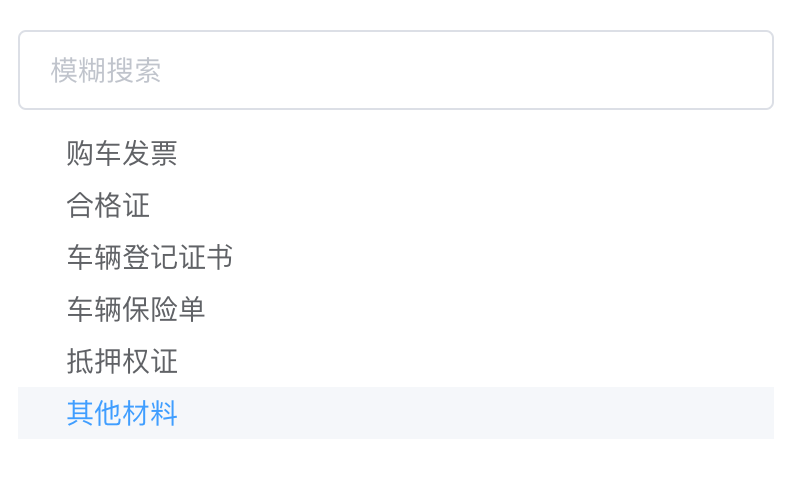 模糊搜索
购车发票
合格证
车辆登记证书
车辆保险单
抵押权证
其他材料